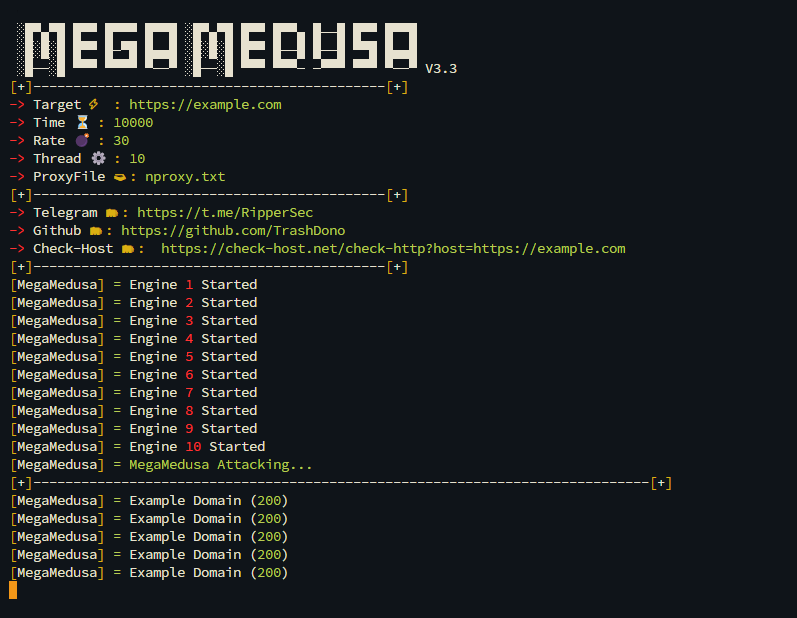 MEGA MEDUSA V3.3
[+]--------------------------------------------[+]
-> Target ⚡ : https://example.com
-> Time ⏳ : 10000
-> Rate 💣 : 30
-> Thread ⚙ : 10
-> ProxyFile : nproxy.txt
[+]--------------------------------------------[+]
-> Telegram : https://t.me/RipperSec
-> Github : https://github.com/TrashDono
-> Check-Host : https://check-host.net/check-http?host=https://example.com
[+]--------------------------------------------[+]
[MegaMedusa] = Engine 1 Started
[MegaMedusa] = Engine 2 Started
[MegaMedusa] = Engine 3 Started
[MegaMedusa] = Engine 4 Started
[MegaMedusa] = Engine 5 Started
[MegaMedusa] = Engine 6 Started
[MegaMedusa] = Engine 7 Started
[MegaMedusa] = Engine 8 Started
[MegaMedusa] = Engine 9 Started
[MegaMedusa] = Engine 10 Started
[MegaMedusa] = MegaMedusa Attacking...
[+]-----------------------------------------------------------------------------[+]
[MegaMedusa] = Example Domain (200)
[MegaMedusa] = Example Domain (200)
[MegaMedusa] = Example Domain (200)
[MegaMedusa] = Example Domain (200)
[MegaMedusa] = Example Domain (200)